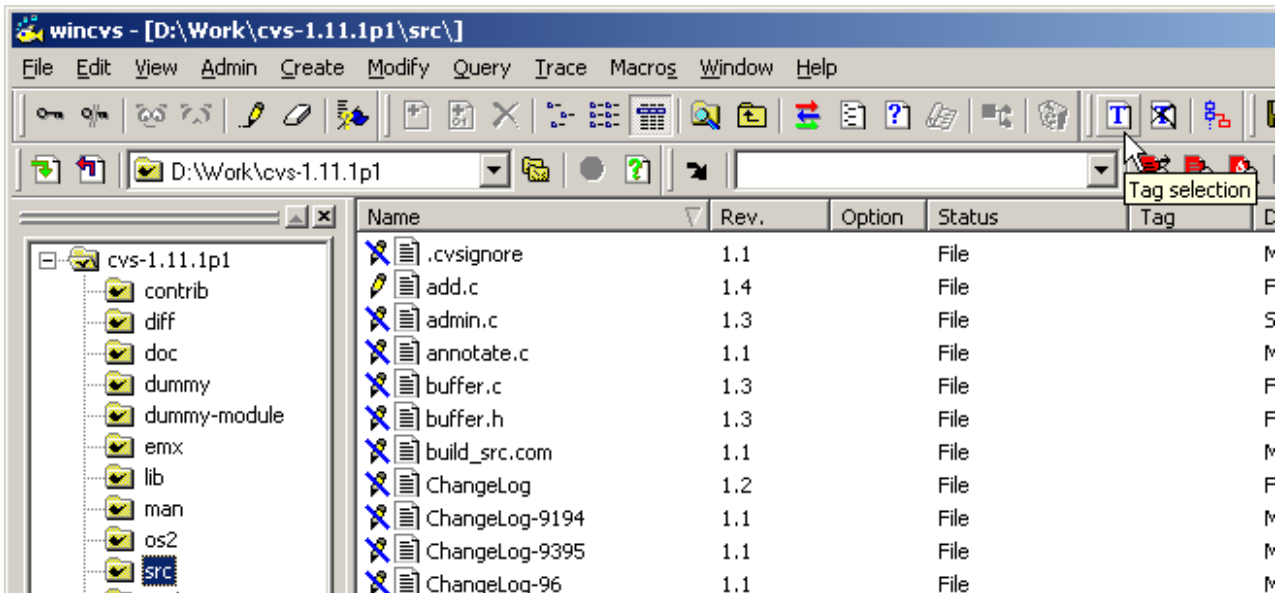 wincvs - [D:\Work\cvs-1.11.1p1\src\]
File Edit View Admin Create Modify Query Trace Macros Window Help
D:\Work\cvs-1.11.1p1
Tag selection
Name Rev. Option Status Tag
cvs-1.11.1p1
contrib
diff
doc
dummy
dummy-module
emx
lib
man
os2
src
.cvsignore 1.1 File
add.c 1.4 File
admin.c 1.3 File
annotate.c 1.1 File
buffer.c 1.3 File
buffer.h 1.3 File
build_src.com 1.1 File
ChangeLog 1.2 File
ChangeLog-9194 1.1 File
ChangeLog-9395 1.1 File
ChangeLog-96 1.1 File